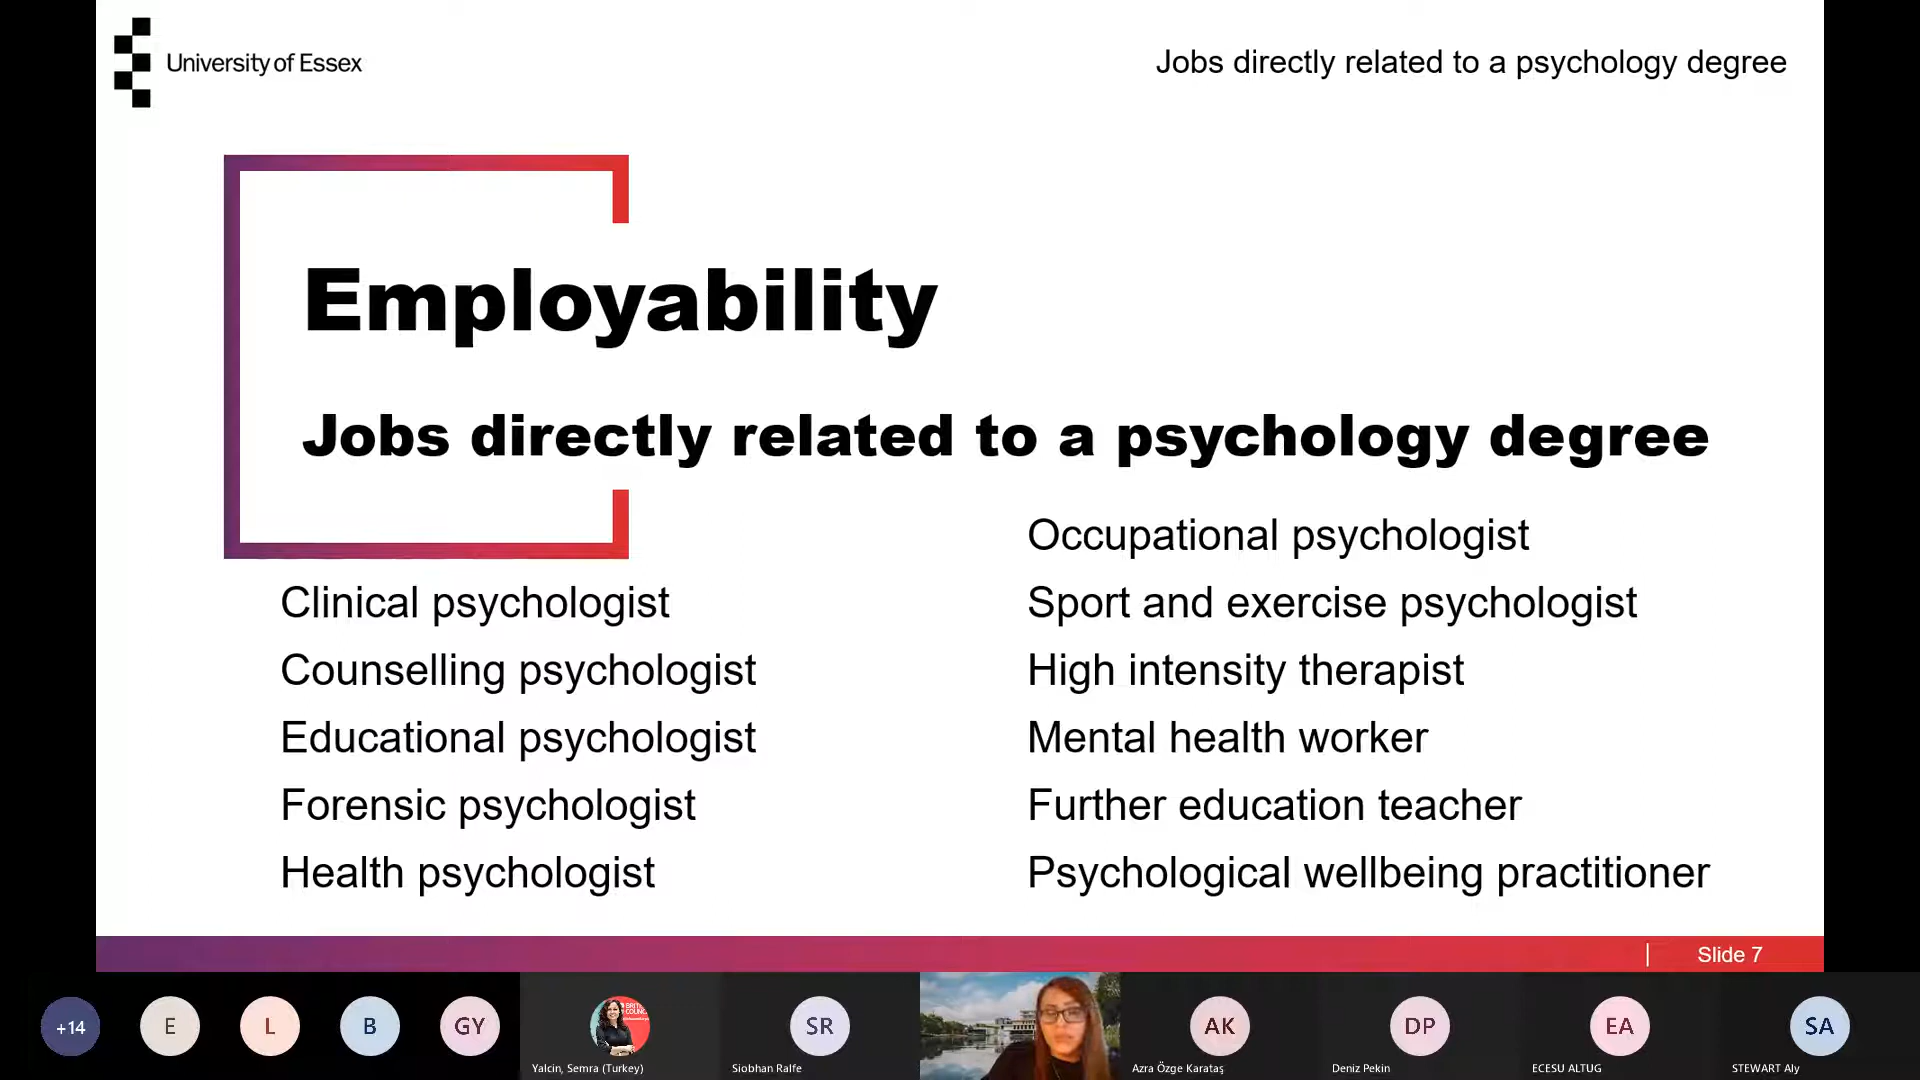 University of Essex
Jobs directly related to a psychology degree
Employability
Jobs directly related to a psychology degree
Clinical psychologist
Counselling psychologist
Educational psychologist
Forensic psychologist
Health psychologist
Occupational psychologist
Sport and exercise psychologist
High intensity therapist
Mental health worker
Further education teacher
Psychological wellbeing practitioner
Slide 7
+14
E
L
B
GY
Yalcin, Semra (Turkey)
SR
Siobhan Ralfe
AK
Azra Özge Karataş
DP
Deniz Pekin
EA
ECESU ALTUG
SA
STEWART Aly